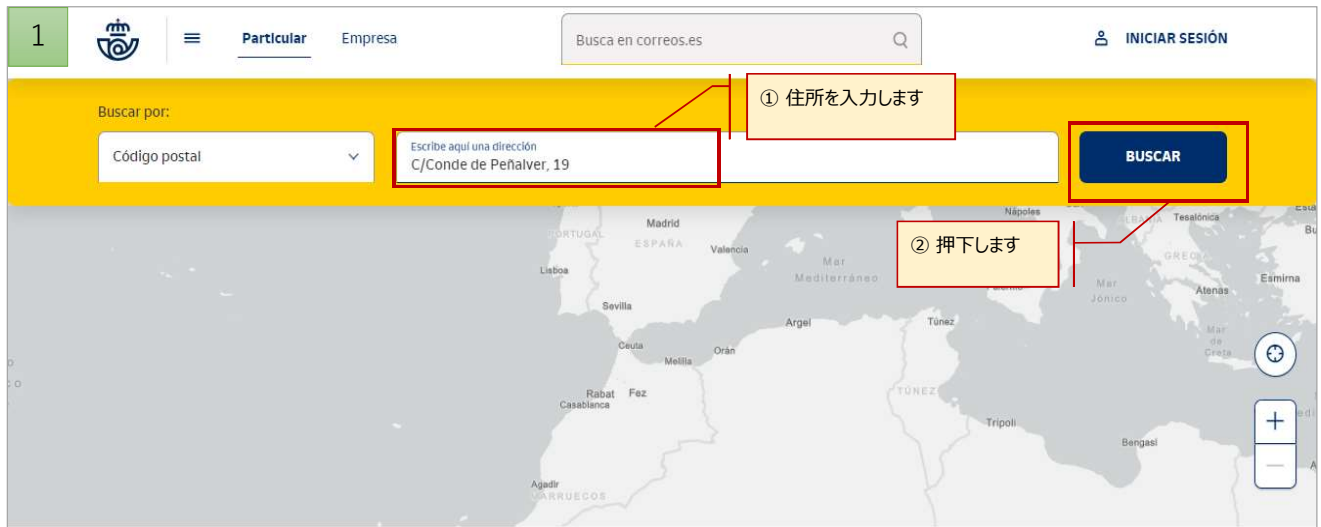 1
Particular
Empresa
Busca en correos.es
INICIAR SESIÓN
① 住所を入力します
Buscar por:
Código postal
Escribe aquí una dirección
C/Conde de Peñalver, 19
BUSCAR
② 押下します
Nápoles
Tesalónica
Madrid
PORTUGAL
ESPAÑA
Valencia
GRECIA
Lisboa
Mar
Mediterráneo
Esmirna
Mar
Jónico
Atenas
Sevilla
Argel
Túnez
Mar
de
Creta
Ceuta
Orán
Melilla
Rabat
Fez
Casablanca
TÚNEZ
Trípoli
Bengasi
Agadir
MARRUECOS